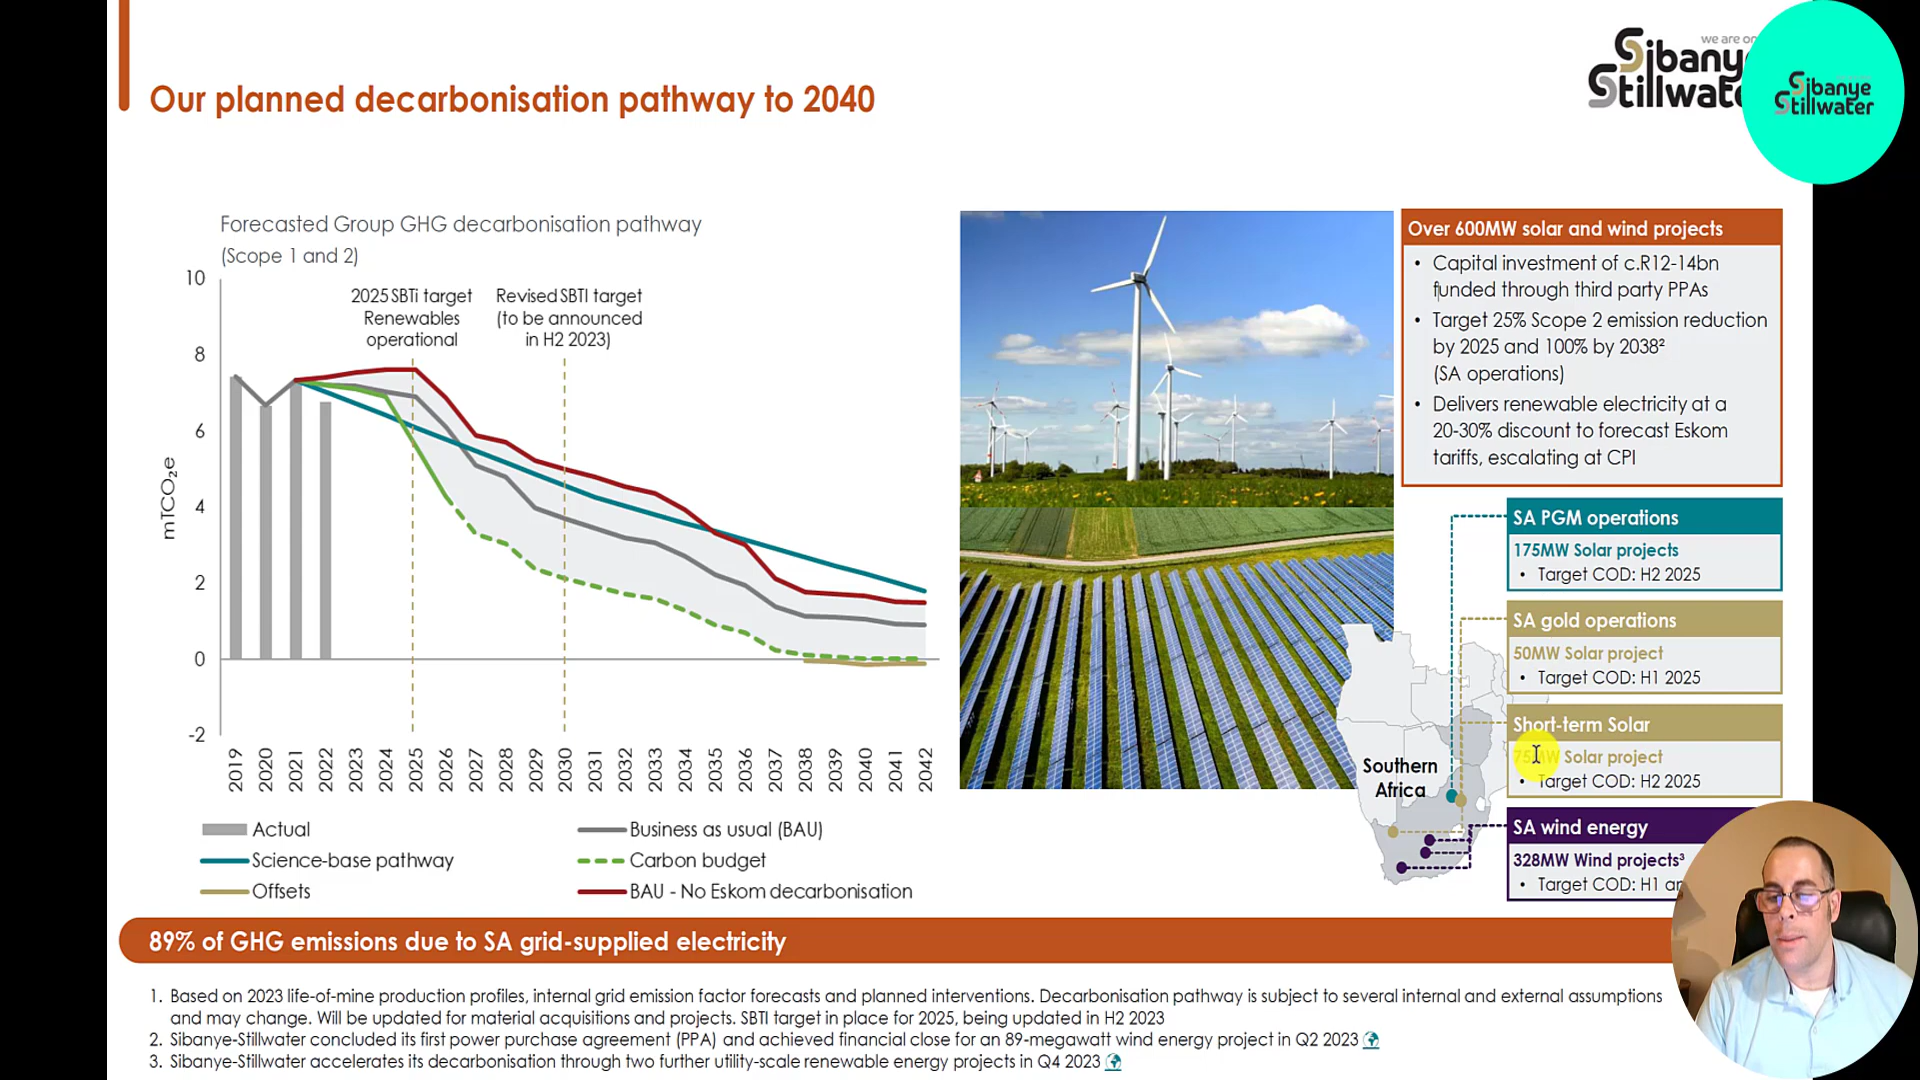 we are on
Sibanye
Stillwate
Sibanye
Stillwater
Our planned decarbonisation pathway to 2040
Forecasted Group GHG decarbonisation pathway
(Scope 1 and 2)
2025 SBTi target
Renewables
operational
Revised SBTI target
(to be announced
in H2 2023)
mTCO₂e
10
8
6
4
2
0
-2
2019 2020 2021 2022 2023 2024 2025 2026 2027 2028 2029 2030 2031 2032 2033 2034 2035 2036 2037 2038 2039 2040 2041 2042
Actual
Business as usual (BAU)
Science-base pathway
Carbon budget
Offsets
BAU - No Eskom decarbonisation
Over 600MW solar and wind projects
• Capital investment of c.R12-14bn
funded through third party PPAs
• Target 25% Scope 2 emission reduction
by 2025 and 100% by 2038²
(SA operations)
• Delivers renewable electricity at a
20-30% discount to forecast Eskom
tariffs, escalating at CPI
SA PGM operations
175MW Solar projects
• Target COD: H2 2025
SA gold operations
50MW Solar project
• Target COD: H1 2025
Short-term Solar
75MW Solar project
• Target COD: H2 2025
Southern
Africa
SA wind energy
328MW Wind projects³
• Target COD: H1
89% of GHG emissions due to SA grid-supplied electricity
1. Based on 2023 life-of-mine production profiles, internal grid emission factor forecasts and planned interventions. Decarbonisation pathway is subject to several internal and external assumptions
and may change. Will be updated for material acquisitions and projects. SBTI target in place for 2025, being updated in H2 2023
2. Sibanye-Stillwater concluded its first power purchase agreement (PPA) and achieved financial close for an 89-megawatt wind energy project in Q2 2023
3. Sibanye-Stillwater accelerates its decarbonisation through two further utility-scale renewable energy projects in Q4 2023